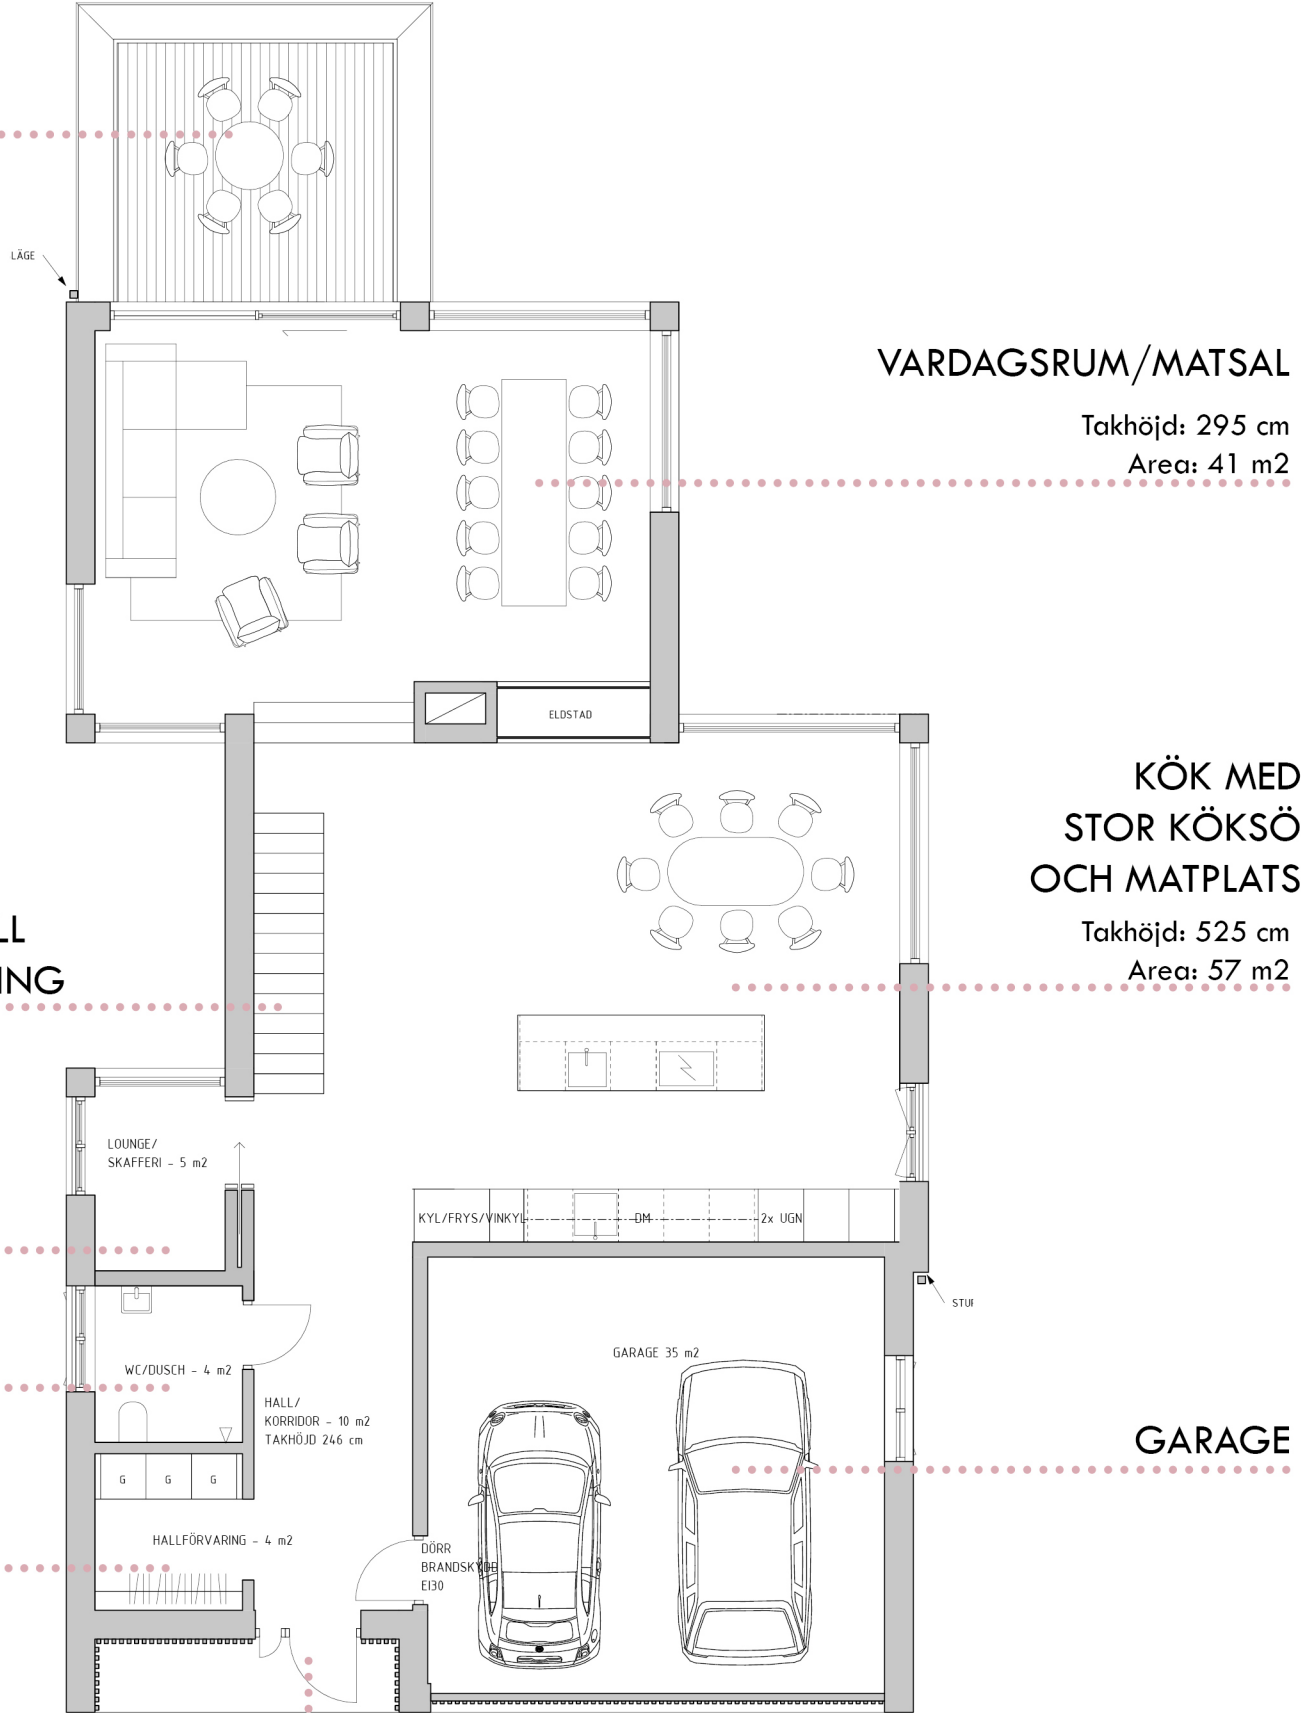 LÄGE
VARDAGSRUM/MATSAL
Takhöjd: 295 cm
Area: 41 m2
ELDSTAD
KÖK MED
STOR KÖKSÖ
OCH MATPLATS
Takhöjd: 525 cm
Area: 57 m2
LL
ING
LOUNGE/
SKAFFERI - 5 m2
KYL/FRYS/VINKYL
DM
2x UGN
STUF
GARAGE 35 m2
WC/DUSCH - 4 m2
HALL/
KORRIDOR - 10 m2
TAKHÖJD 246 cm
GARAGE
G G G
HALLFÖRVARING - 4 m2
DÖRR
BRANDSKYDD
EI30